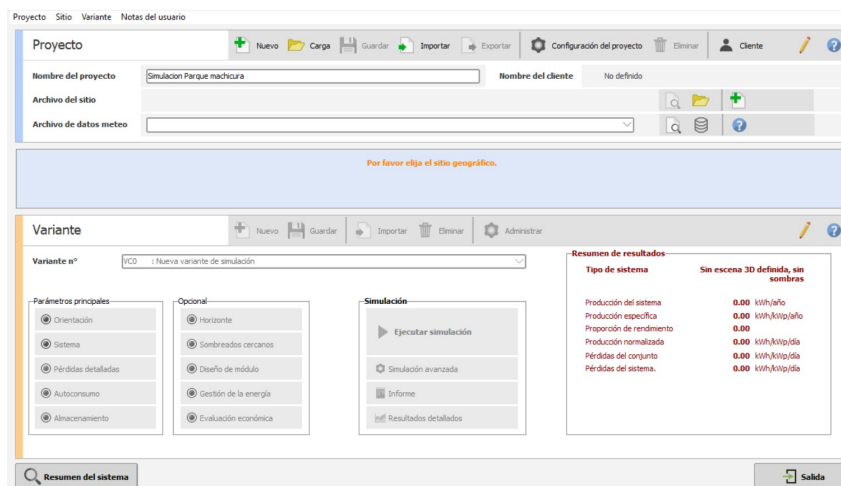 Proyecto Sitio Variante Notas del usuario
Proyecto Nuevo Carga Guardar Importar Exportar Configuración del proyecto Eliminar Cliente
Nombre del proyecto Simulacion Parque machicura Nombre del cliente No definido
Archivo del sitio
Archivo de datos meteo
Por favor elija el sitio geográfico.
Variante Nuevo Guardar Importar Eliminar Administrar
Variante n° VC0 : Nueva variante de simulación
Parámetros principales
Orientación
Sistema
Pérdidas detalladas
Autoconsumo
Almacenamiento
Opcional
Horizonte
Sombreados cercanos
Diseño de módulo
Gestión de la energía
Evaluación económica
Simulación
Ejecutar simulación
Simulación avanzada
Informe
Resultados detallados
Resumen de resultados
Tipo de sistema Sin escena 3D definida, sin
sombras
Producción del sistema 0.00 kWh/año
Producción específica 0.00 kWh/kWp/año
Proporción de rendimiento 0.00
Producción normalizada 0.00 kWh/kWp/día
Pérdidas del conjunto 0.00 kWh/kWp/día
Pérdidas del sistema. 0.00 kWh/kWp/día
Resumen del sistema
Salida